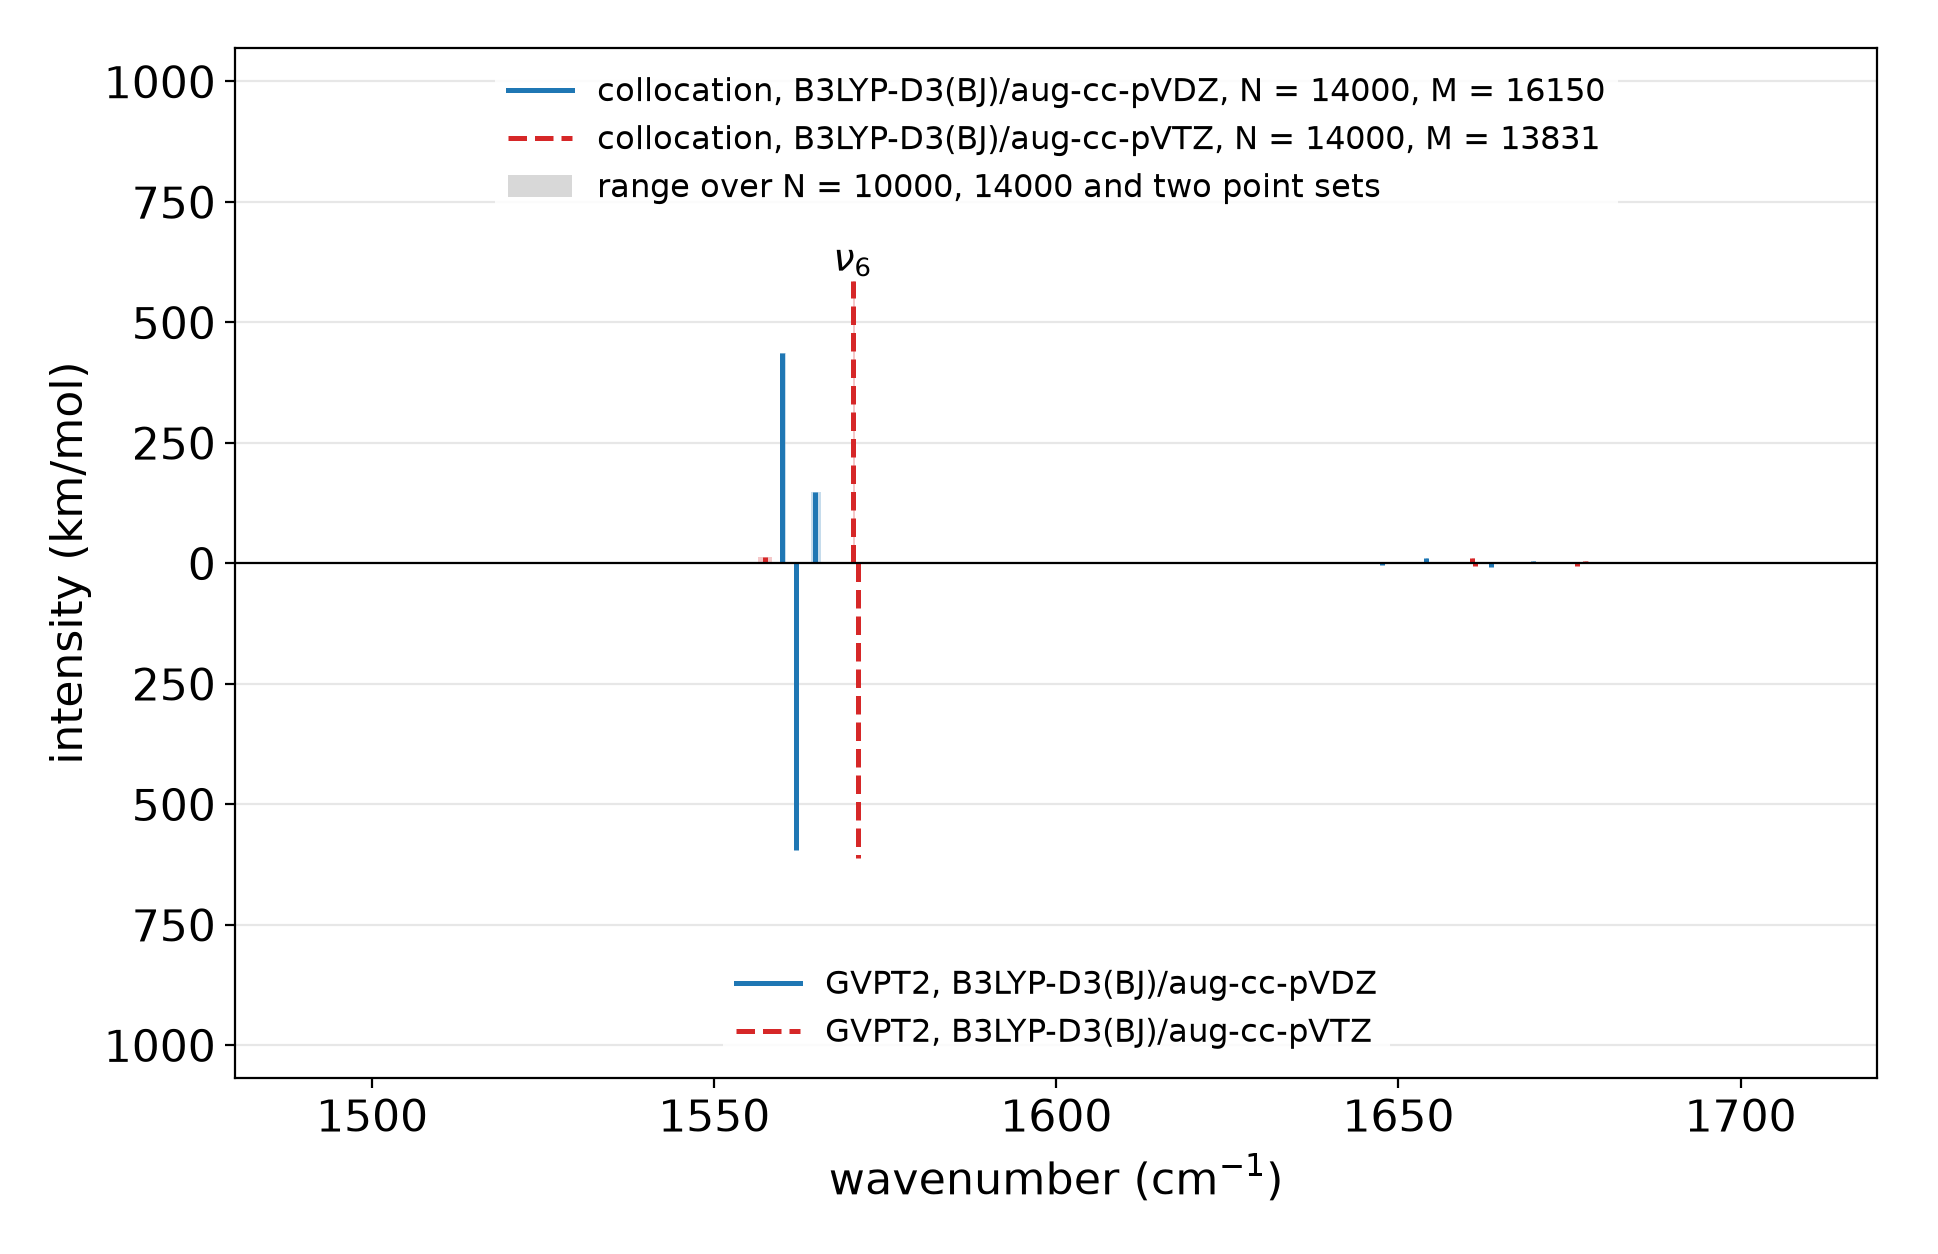 collocation, B3LYP-D3(BJ)/aug-cc-pVDZ, N = 14000, M = 16150
collocation, B3LYP-D3(BJ)/aug-cc-pVTZ, N = 14000, M = 13831
range over N = 10000, 14000 and two point sets
ν₆
1000
750
500
250
0
250
500
750
1000
intensity (km/mol)
GVPT2, B3LYP-D3(BJ)/aug-cc-pVDZ
GVPT2, B3LYP-D3(BJ)/aug-cc-pVTZ
1500 1550 1600 1650 1700
wavenumber (cm⁻¹)